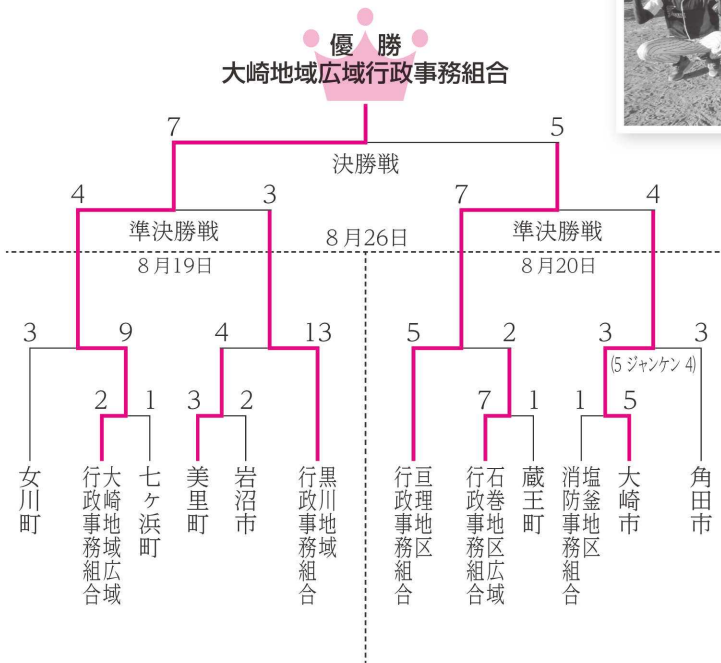 優勝
大崎地域広域行政事務組合
7
5
決勝戦
4
3
7
4
準決勝戦
8月26日
準決勝戦
8月19日
8月20日
3
9
4
13
5
2
3
3
(5 ジャンケン 4)
2
1
3
2
7
1
1
5
女川町
大崎地域広域
行政事務組合
七ヶ浜町
美里町
岩沼市
黒川地域
行政事務組合
亘理地区
行政事務組合
石巻地区広域
行政事務組合
蔵王町
塩釜地区
消防事務組合
大崎市
角田市